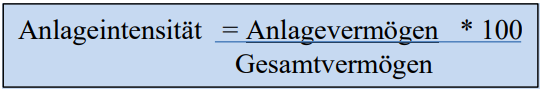 Anlageintensität = Anlagevermögen * 100
Gesamtvermögen